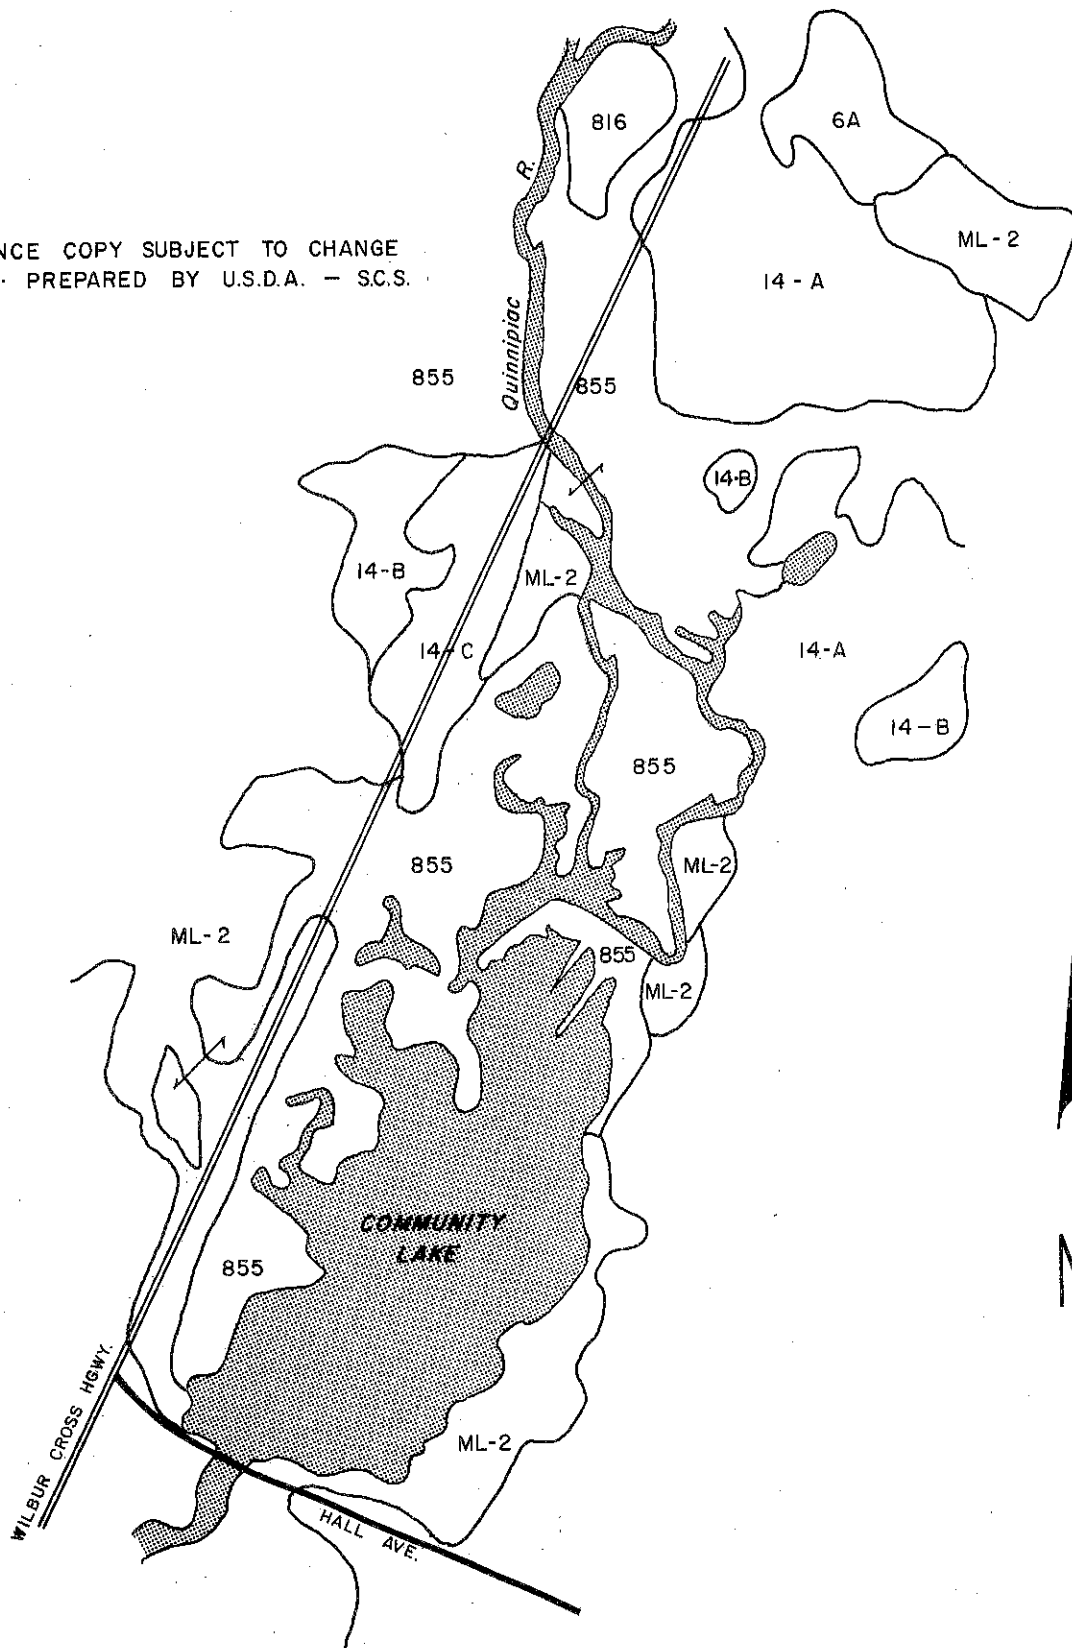 816
6A
R.
ML-2
NCE COPY SUBJECT TO CHANGE
PREPARED BY U.S.D.A. — S.C.S.
14-A
Quinnipiac
855
855
14-B
14-B
ML-2
14-C
14-A
14-B
855
855
ML-2
ML-2
855
ML-2
COMMUNITY
LAKE
855
WILBUR CROSS HGWY.
ML-2
HALL AVE.
N